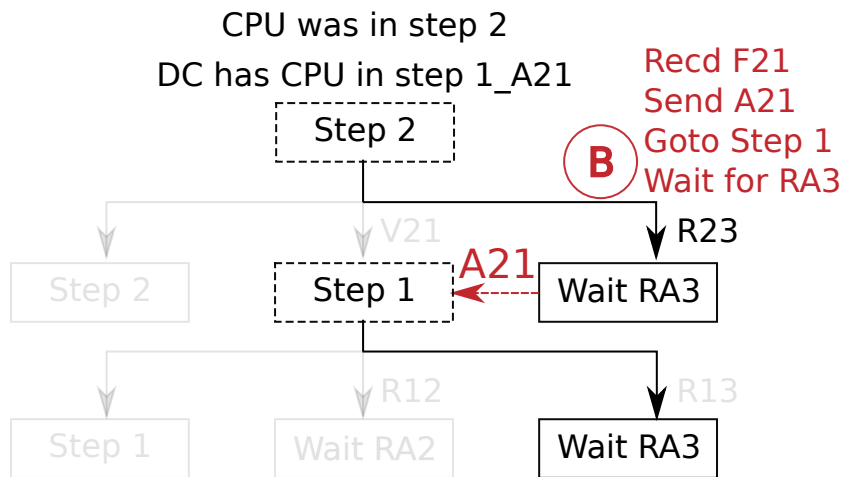 CPU was in step 2
DC has CPU in step 1_A21
Recd F21
Send A21
Goto Step 1
Wait for RA3
B
Step 2
V21
R23
A21
Step 2
Step 1
Wait RA3
R12
R13
Step 1
Wait RA2
Wait RA3